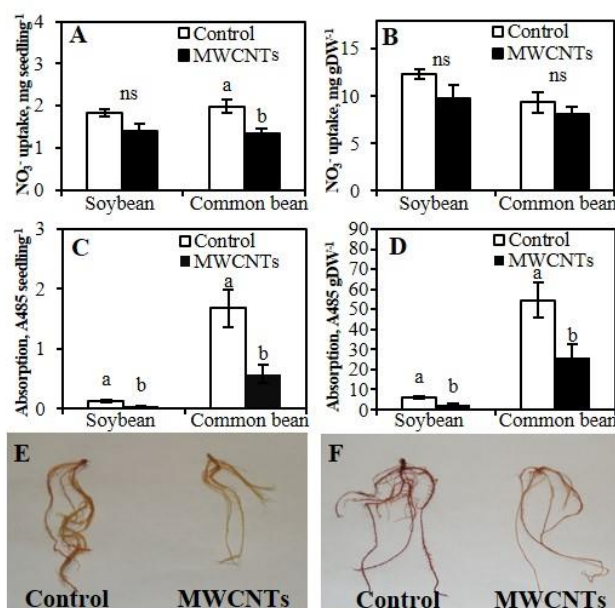 A
Control
MWCNTs
NO₃⁻ uptake, mg seedling⁻¹
4
3
2
1
0
ns
a
b
Soybean
Common bean
B
Control
MWCNTs
NO₃⁻ uptake, mg gDW⁻¹
15
10
5
0
ns
ns
Soybean
Common bean
C
Control
MWCNTs
Absorption, A485 seedling⁻¹
3
2
1
0
a
b
a
b
Soybean
Common bean
D
Control
MWCNTs
Absorption, A485 gDW⁻¹
90
80
70
60
50
40
30
20
10
0
a
b
a
b
Soybean
Common bean
E
Control
MWCNTs
F
Control
MWCNTs